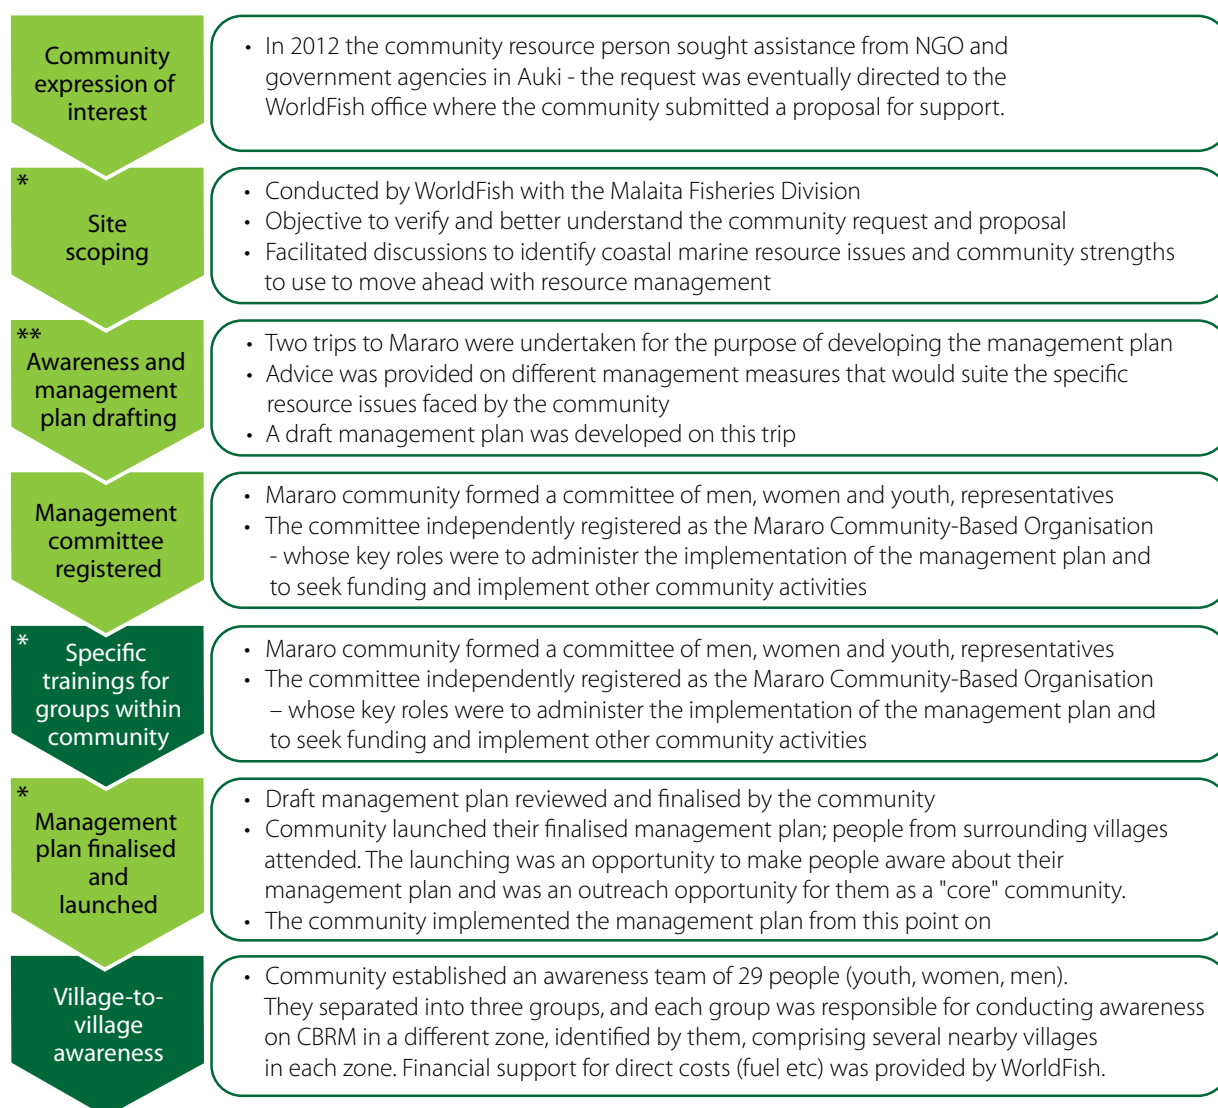 Community
expression of
interest
• In 2012 the community resource person sought assistance from NGO and
government agencies in Auki - the request was eventually directed to the
WorldFish office where the community submitted a proposal for support.
*
Site
scoping
• Conducted by WorldFish with the Malaita Fisheries Division
• Objective to verify and better understand the community request and proposal
• Facilitated discussions to identify coastal marine resource issues and community strengths
to use to move ahead with resource management
**
Awareness and
management
plan drafting
• Two trips to Mararo were undertaken for the purpose of developing the management plan
• Advice was provided on different management measures that would suite the specific
resource issues faced by the community
• A draft management plan was developed on this trip
Management
committee
registered
• Mararo community formed a committee of men, women and youth, representatives
• The committee independently registered as the Mararo Community-Based Organisation
- whose key roles were to administer the implementation of the management plan and
to seek funding and implement other community activities
*
Specific
trainings for
groups within
community
• Mararo community formed a committee of men, women and youth, representatives
• The committee independently registered as the Mararo Community-Based Organisation
– whose key roles were to administer the implementation of the management plan and
to seek funding and implement other community activities
*
Management
plan finalised
and
launched
• Draft management plan reviewed and finalised by the community
• Community launched their finalised management plan; people from surrounding villages
attended. The launching was an opportunity to make people aware about their
management plan and was an outreach opportunity for them as a "core" community.
• The community implemented the management plan from this point on
Village-to-
village
awareness
• Community established an awareness team of 29 people (youth, women, men).
They separated into three groups, and each group was responsible for conducting awareness
on CBRM in a different zone, identified by them, comprising several nearby villages
in each zone. Financial support for direct costs (fuel etc) was provided by WorldFish.